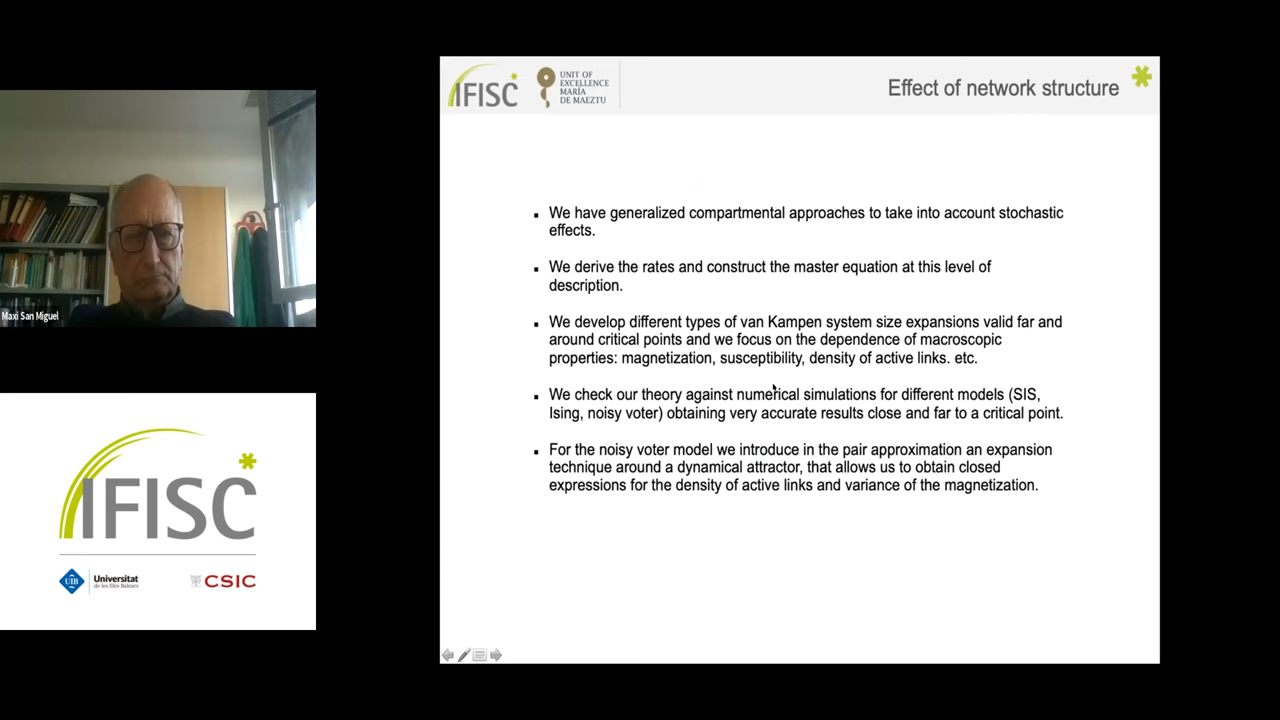 Maxi San Miguel
IFISC
UIB
Universitat
de les Illes Balears
CSIC
IFISC
UNIT OF
EXCELLENCE
MARÍA
DE MAEZTU
Effect of network structure
We have generalized compartmental approaches to take into account stochastic
effects.
We derive the rates and construct the master equation at this level of
description.
We develop different types of van Kampen system size expansions valid far and
around critical points and we focus on the dependence of macroscopic
properties: magnetization, susceptibility, density of active links. etc.
We check our theory against numerical simulations for different models (SIS,
Ising, noisy voter) obtaining very accurate results close and far to a critical point.
For the noisy voter model we introduce in the pair approximation an expansion
technique around a dynamical attractor, that allows us to obtain closed
expressions for the density of active links and variance of the magnetization.